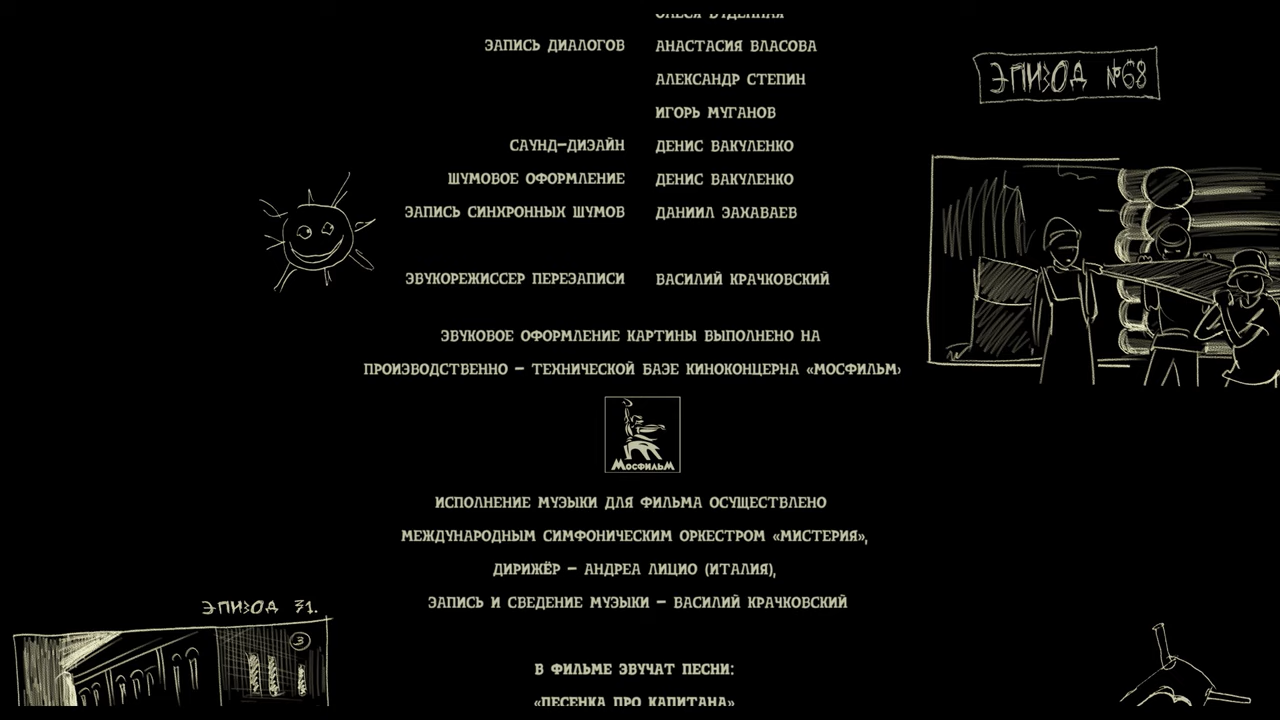 ОЛЕСЯ БУДЕННАЯ
ЗАПИСЬ ДИАЛОГОВ АНАСТАСИЯ ВЛАСОВА
АЛЕКСАНДР СТЕПИН
ИГОРЬ МУГАНОВ
САУНД-ДИЗАЙН ДЕНИС ВАКУЛЕНКО
ШУМОВОЕ ОФОРМЛЕНИЕ ДЕНИС ВАКУЛЕНКО
ЗАПИСЬ СИНХРОННЫХ ШУМОВ ДАНИИЛ ЗАХАВАЕВ
ЗВУКОРЕЖИССЕР ПЕРЕЗАПИСИ ВАСИЛИЙ КРАЧКОВСКИЙ
ЗВУКОВОЕ ОФОРМЛЕНИЕ КАРТИНЫ ВЫПОЛНЕНО НА
ПРОИЗВОДСТВЕННО – ТЕХНИЧЕСКОЙ БАЗЕ КИНОКОНЦЕРНА «МОСФИЛЬМ»
МОСФИЛЬМ
ИСПОЛНЕНИЕ МУЗЫКИ ДЛЯ ФИЛЬМА ОСУЩЕСТВЛЕНО
МЕЖДУНАРОДНЫМ СИМФОНИЧЕСКИМ ОРКЕСТРОМ «МИСТЕРИЯ»,
ДИРИЖЁР – АНДРЕА ЛИЦИО (ИТАЛИЯ),
ЗАПИСЬ И СВЕДЕНИЕ МУЗЫКИ – ВАСИЛИЙ КРАЧКОВСКИЙ
В ФИЛЬМЕ ЗВУЧАТ ПЕСНИ:
«ПЕСЕНКА ПРО КАПИТАНА»
ЭПИЗОД №68
ЭПИЗОД 31.
3